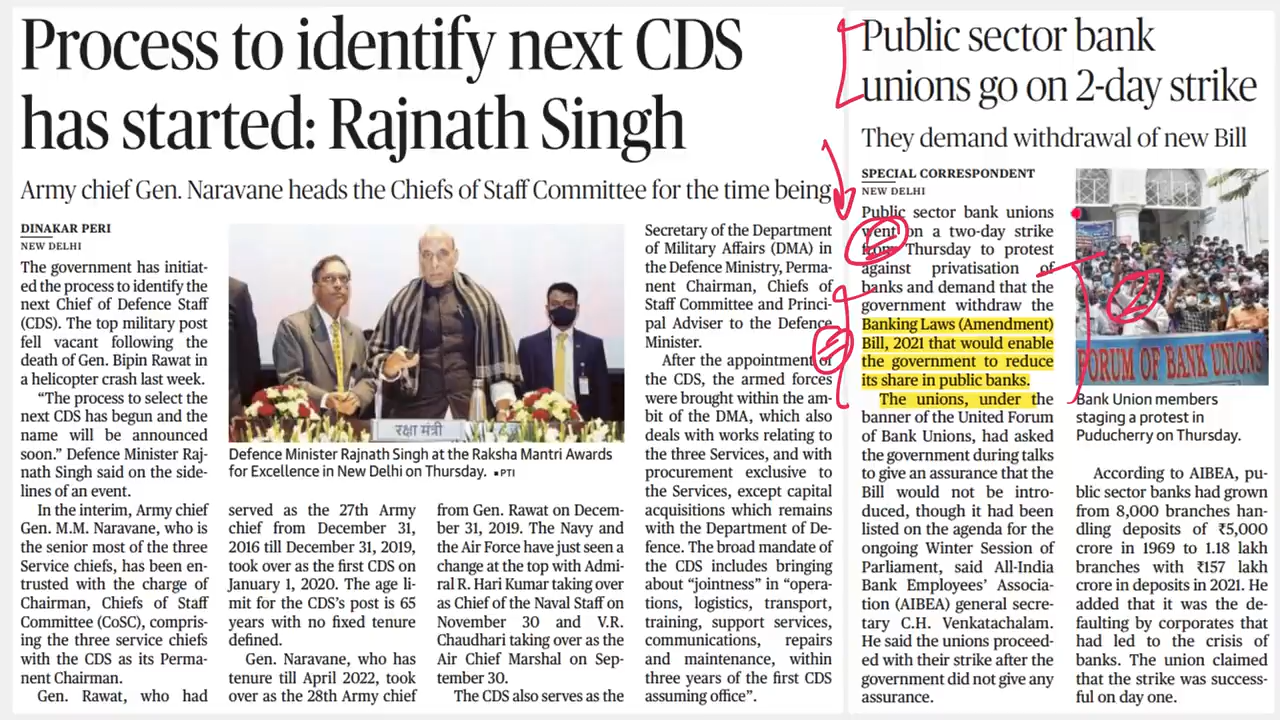 Process to identify next CDS
has started: Rajnath Singh
Army chief Gen. Naravane heads the Chiefs of Staff Committee for the time being
DINAKAR PERI
NEW DELHI
The government has initiat-
ed the process to identify the
next Chief of Defence Staff
(CDS). The top military post
fell vacant following the
death of Gen. Bipin Rawat in
a helicopter crash last week.
“The process to select the
next CDS has begun and the
name will be announced
soon.” Defence Minister Raj-
nath Singh said on the side-
lines of an event.
In the interim, Army chief
Gen. M.M. Naravane, who is
the senior most of the three
Service chiefs, has been en-
trusted with the charge of
Chairman, Chiefs of Staff
Committee (CoSC), compris-
ing the three service chiefs
with the CDS as its Perma-
nent Chairman.
Gen. Rawat, who had
रक्षा मंत्री
Defence Minister Rajnath Singh at the Raksha Mantri Awards
for Excellence in New Delhi on Thursday. ▪PTI
served as the 27th Army
chief from December 31,
2016 till December 31, 2019,
took over as the first CDS on
January 1, 2020. The age li-
mit for the CDS’s post is 65
years with no fixed tenure
defined.
Gen. Naravane, who has
tenure till April 2022, took
over as the 28th Army chief
from Gen. Rawat on Decem-
ber 31, 2019. The Navy and
the Air Force have just seen a
change at the top with Admi-
ral R. Hari Kumar taking over
as Chief of the Naval Staff on
November 30 and V.R.
Chaudhari taking over as the
Air Chief Marshal on Sep-
tember 30.
The CDS also serves as the
Secretary of the Department
of Military Affairs (DMA) in
the Defence Ministry, Perma-
nent Chairman, Chiefs of
Staff Committee and Princi-
pal Adviser to the Defence
Minister.
After the appointment of
the CDS, the armed forces
were brought within the am-
bit of the DMA, which also
deals with works relating to
the three Services, and with
procurement exclusive to
the Services, except capital
acquisitions which remains
with the Department of De-
fence. The broad mandate of
the CDS includes bringing
about “jointness” in “opera-
tions, logistics, transport,
training, support services,
communications, repairs
and maintenance, within
three years of the first CDS
assuming office”.
Public sector bank
unions go on 2-day strike
They demand withdrawal of new Bill
SPECIAL CORRESPONDENT
NEW DELHI
Public sector bank unions
went on a two-day strike
from Thursday to protest
against privatisation of
banks and demand that the
government withdraw the
Banking Laws (Amendment)
Bill, 2021 that would enable
the government to reduce
its share in public banks.
The unions, under the
banner of the United Forum
of Bank Unions, had asked
the government during talks
to give an assurance that the
Bill would not be intro-
duced, though it had been
listed on the agenda for the
ongoing Winter Session of
Parliament, said All-India
Bank Employees’ Associa-
tion (AIBEA) general secre-
tary C.H. Venkatachalam.
He said the unions proceed-
ed with their strike after the
government did not give any
assurance.
FORUM OF BANK UNIONS
Bank Union members
staging a protest in
Puducherry on Thursday.
According to AIBEA, pu-
blic sector banks had grown
from 8,000 branches han-
dling deposits of ₹5,000
crore in 1969 to 1.18 lakh
branches with ₹157 lakh
crore in deposits in 2021. He
added that it was the de-
faulting by corporates that
had led to the crisis of
banks. The union claimed
that the strike was success-
ful on day one.